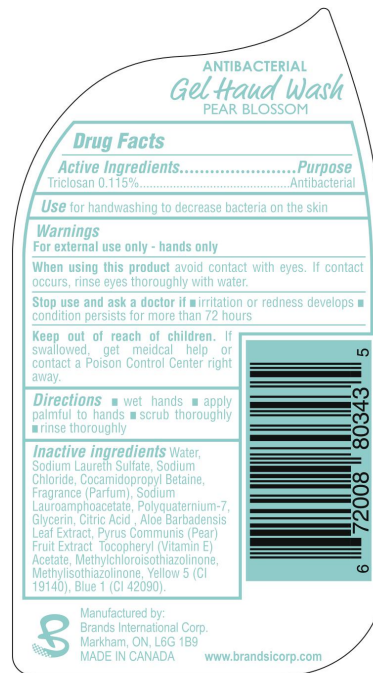 ANTIBACTERIAL
Gel Hand Wash
PEAR BLOSSOM
Drug Facts
Active Ingredients.......................Purpose
Triclosan 0.115%.............................................Antibacterial
Use for handwashing to decrease bacteria on the skin
Warnings
For external use only - hands only
When using this product avoid contact with eyes. If contact
occurs, rinse eyes thoroughly with water.
Stop use and ask a doctor if ■ irritation or redness develops ■
condition persists for more than 72 hours
Keep out of reach of children. If
swallowed, get meidcal help or
contact a Poison Control Center right
away.
Directions ■ wet hands ■ apply
palmful to hands ■ scrub thoroughly
■ rinse thoroughly
Inactive ingredients Water,
Sodium Laureth Sulfate, Sodium
Chloride, Cocamidopropyl Betaine,
Fragrance (Parfum), Sodium
Lauroamphoacetate, Polyquaternium-7,
Glycerin, Citric Acid , Aloe Barbadensis
Leaf Extract, Pyrus Communis (Pear)
Fruit Extract Tocopheryl (Vitamin E)
Acetate, Methylchloroisothiazolinone,
Methylisothiazolinone, Yellow 5 (CI
19140), Blue 1 (CI 42090).
6 72008 80343 5
Manufactured by:
Brands International Corp.
Markham, ON, L6G 1B9
MADE IN CANADA www.brandsicorp.com